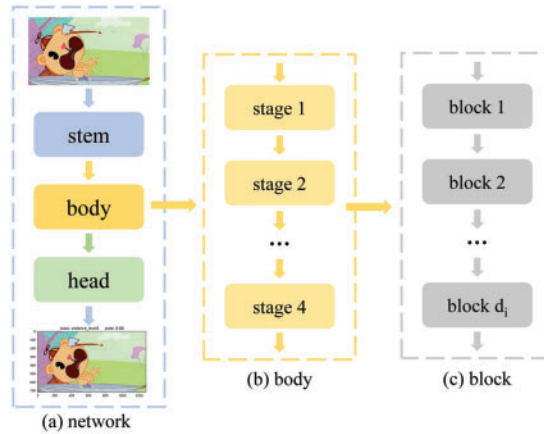 stem
body
head
(a) network
stage 1
stage 2
...
stage 4
(b) body
block 1
block 2
...
block dᵢ
(c) block